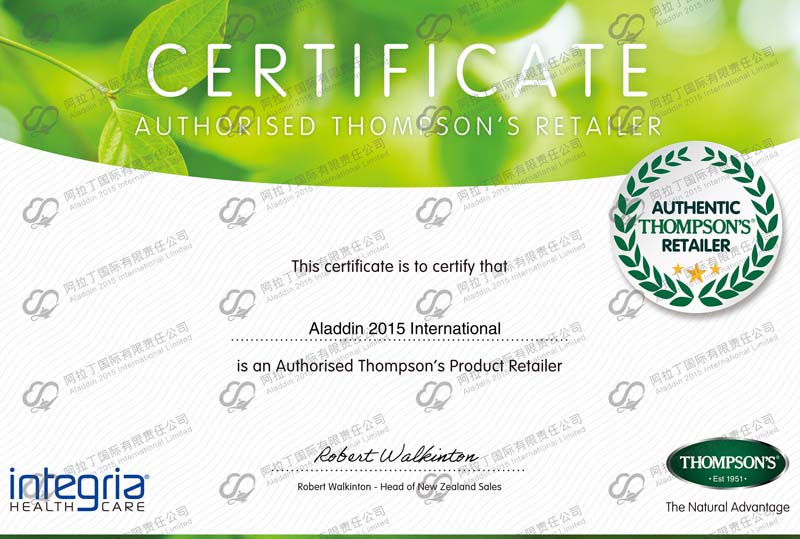 CERTIFICATE
AUTHORISED THOMPSON'S RETAILER
AUTHENTIC
THOMPSON'S®
RETAILER
This certificate is to certify that
Aladdin 2015 International
is an Authorised Thompson's Product Retailer
Robert Walkinton
Robert Walkinton - Head of New Zealand Sales
integria®
HEALTHCARE
THOMPSON'S®
• Est 1951 •
The Natural Advantage
阿拉丁国际有限责任公司
Aladdin 2015 International Limited